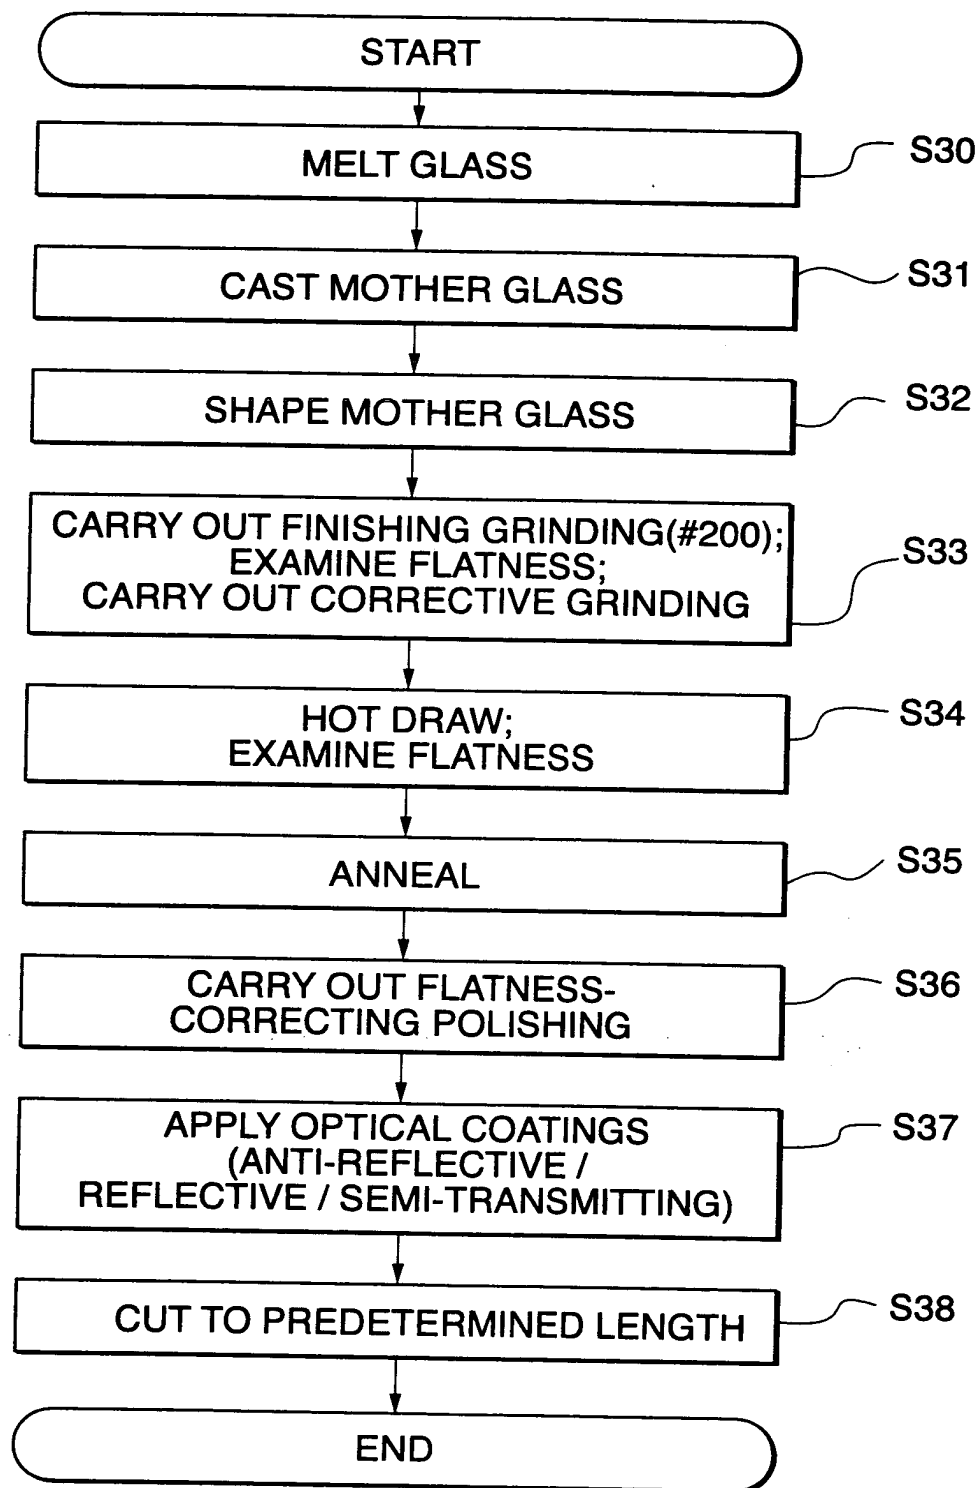 START
MELT GLASS
S30
CAST MOTHER GLASS
S31
SHAPE MOTHER GLASS
S32
CARRY OUT FINISHING GRINDING(#200);
EXAMINE FLATNESS;
CARRY OUT CORRECTIVE GRINDING
S33
HOT DRAW;
EXAMINE FLATNESS
S34
ANNEAL
S35
CARRY OUT FLATNESS-
CORRECTING POLISHING
S36
APPLY OPTICAL COATINGS
(ANTI-REFLECTIVE /
REFLECTIVE / SEMI-TRANSMITTING)
S37
CUT TO PREDETERMINED LENGTH
S38
END